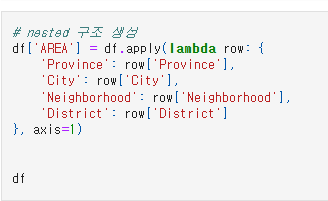 # nested 구조 생성
df['AREA'] = df.apply(lambda row: {
    'Province': row['Province'],
    'City': row['City'],
    'Neighborhood': row['Neighborhood'],
    'District': row['District']
}, axis=1)
df